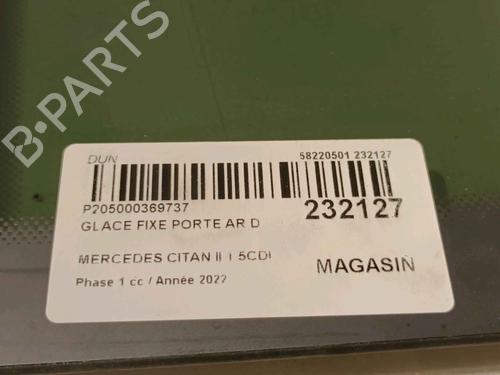 B-PARTS
DUN 58220501 232127
P205000369737 232127
GLACE FIXE PORTE AR D
MERCEDES CITAN II 1 5CDI MAGASIN
Phase 1 cc / Année 2022